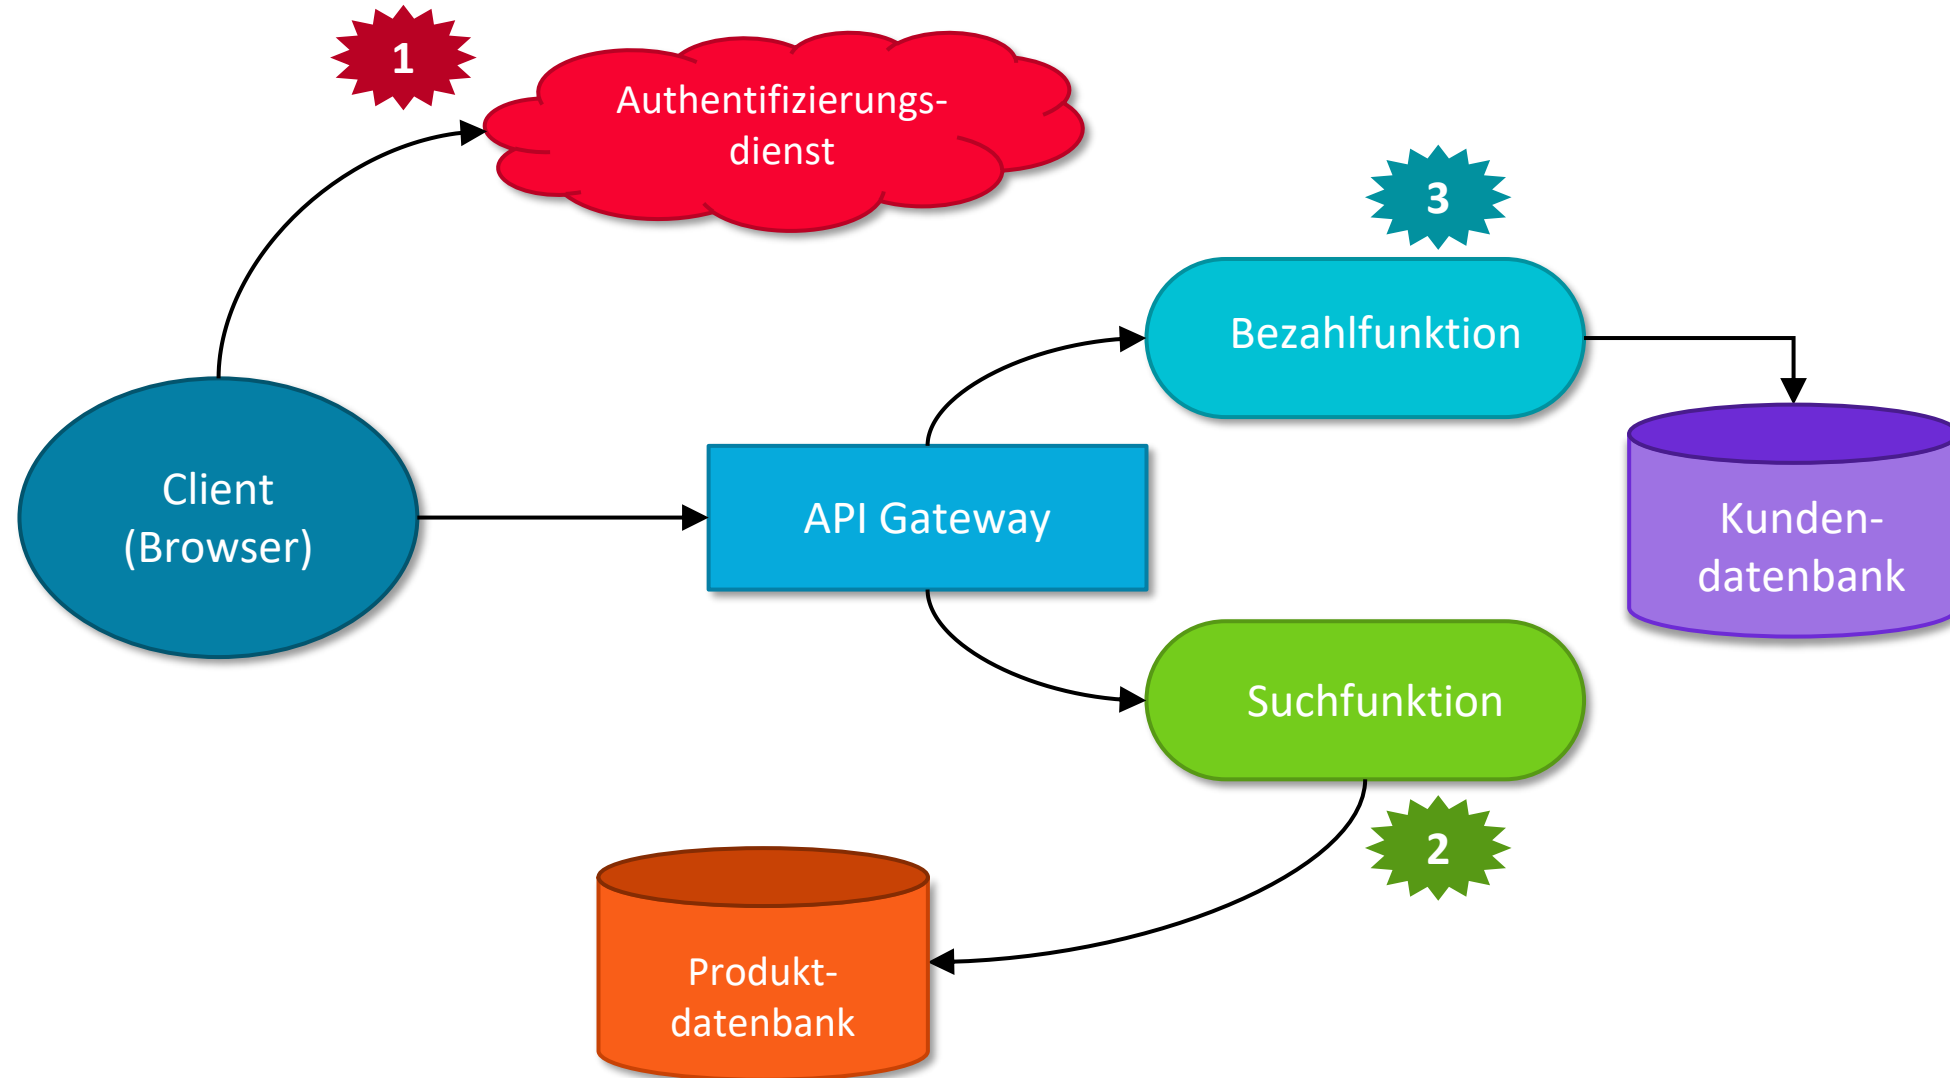 1
Authentifizierungs-
dienst
3
Bezahlfunktion
Client
(Browser)
API Gateway
Kunden-
datenbank
Suchfunktion
2
Produkt-
datenbank